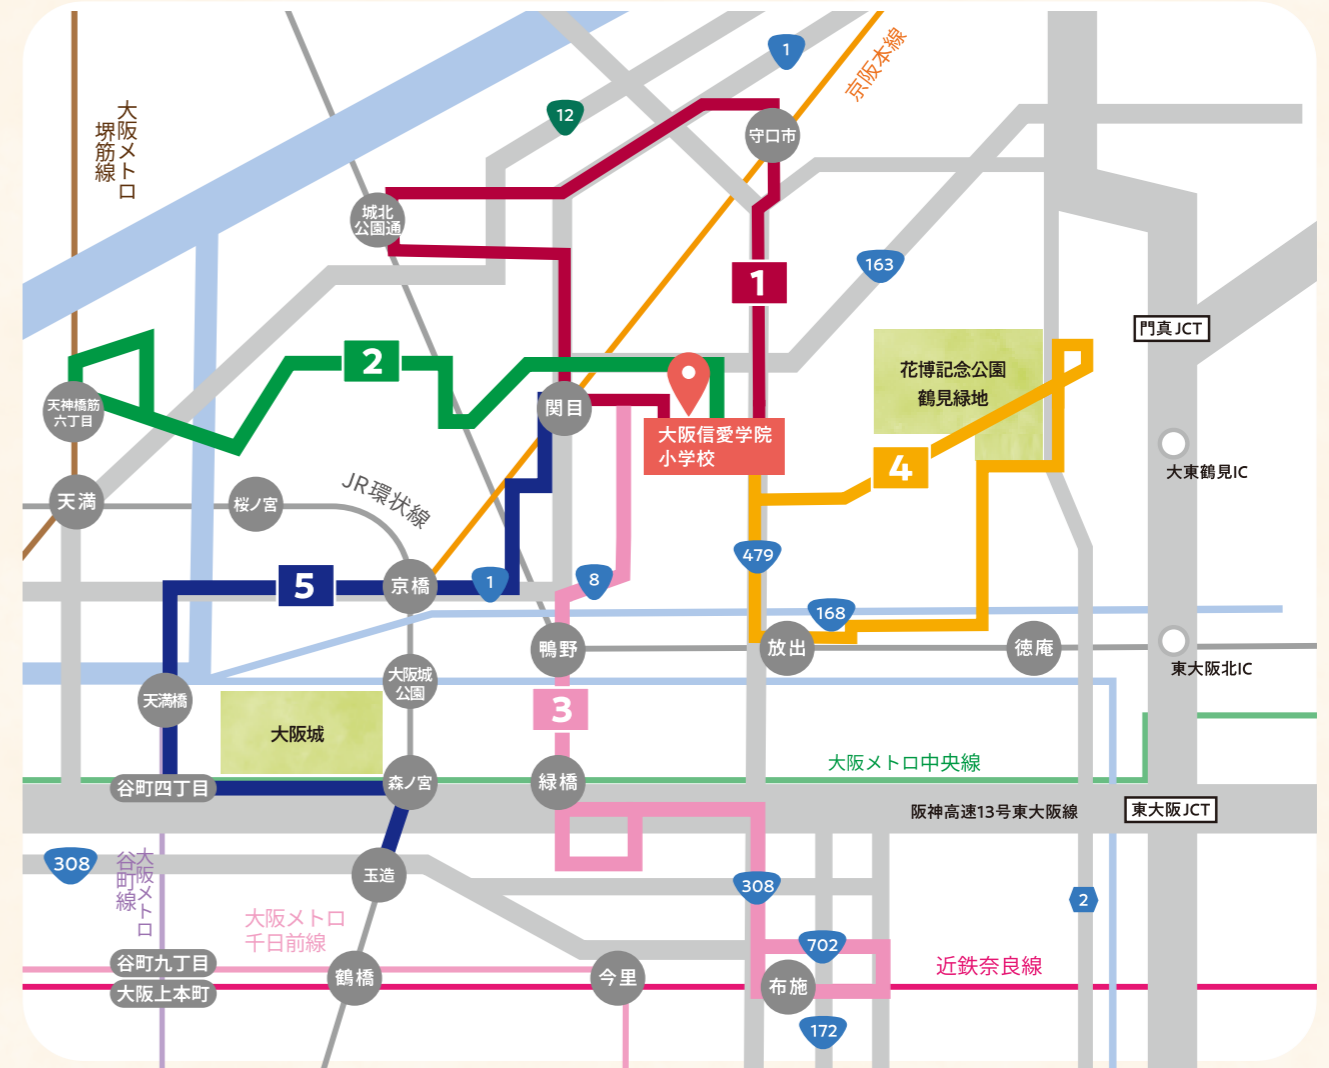 1
京阪本線
12
大阪メトロ
堺筋線
守口市
城北
公園通
163
1
門真JCT
2
花博記念公園
鶴見緑地
天神橋筋
六丁目
関目
大阪信愛学院
小学校
4
大東鶴見IC
天満
桜ノ宮
JR環状線
479
5
京橋
1
8
168
鴨野
放出
徳庵
東大阪北IC
大阪城
公園
天満橋
3
大阪城
大阪メトロ中央線
谷町四丁目
森ノ宮
緑橋
阪神高速13号東大阪線
東大阪JCT
308
大阪メトロ
谷町線
玉造
308
2
大阪メトロ
千日前線
702
谷町九丁目
近鉄奈良線
鶴橋
今里
布施
大阪上本町
172